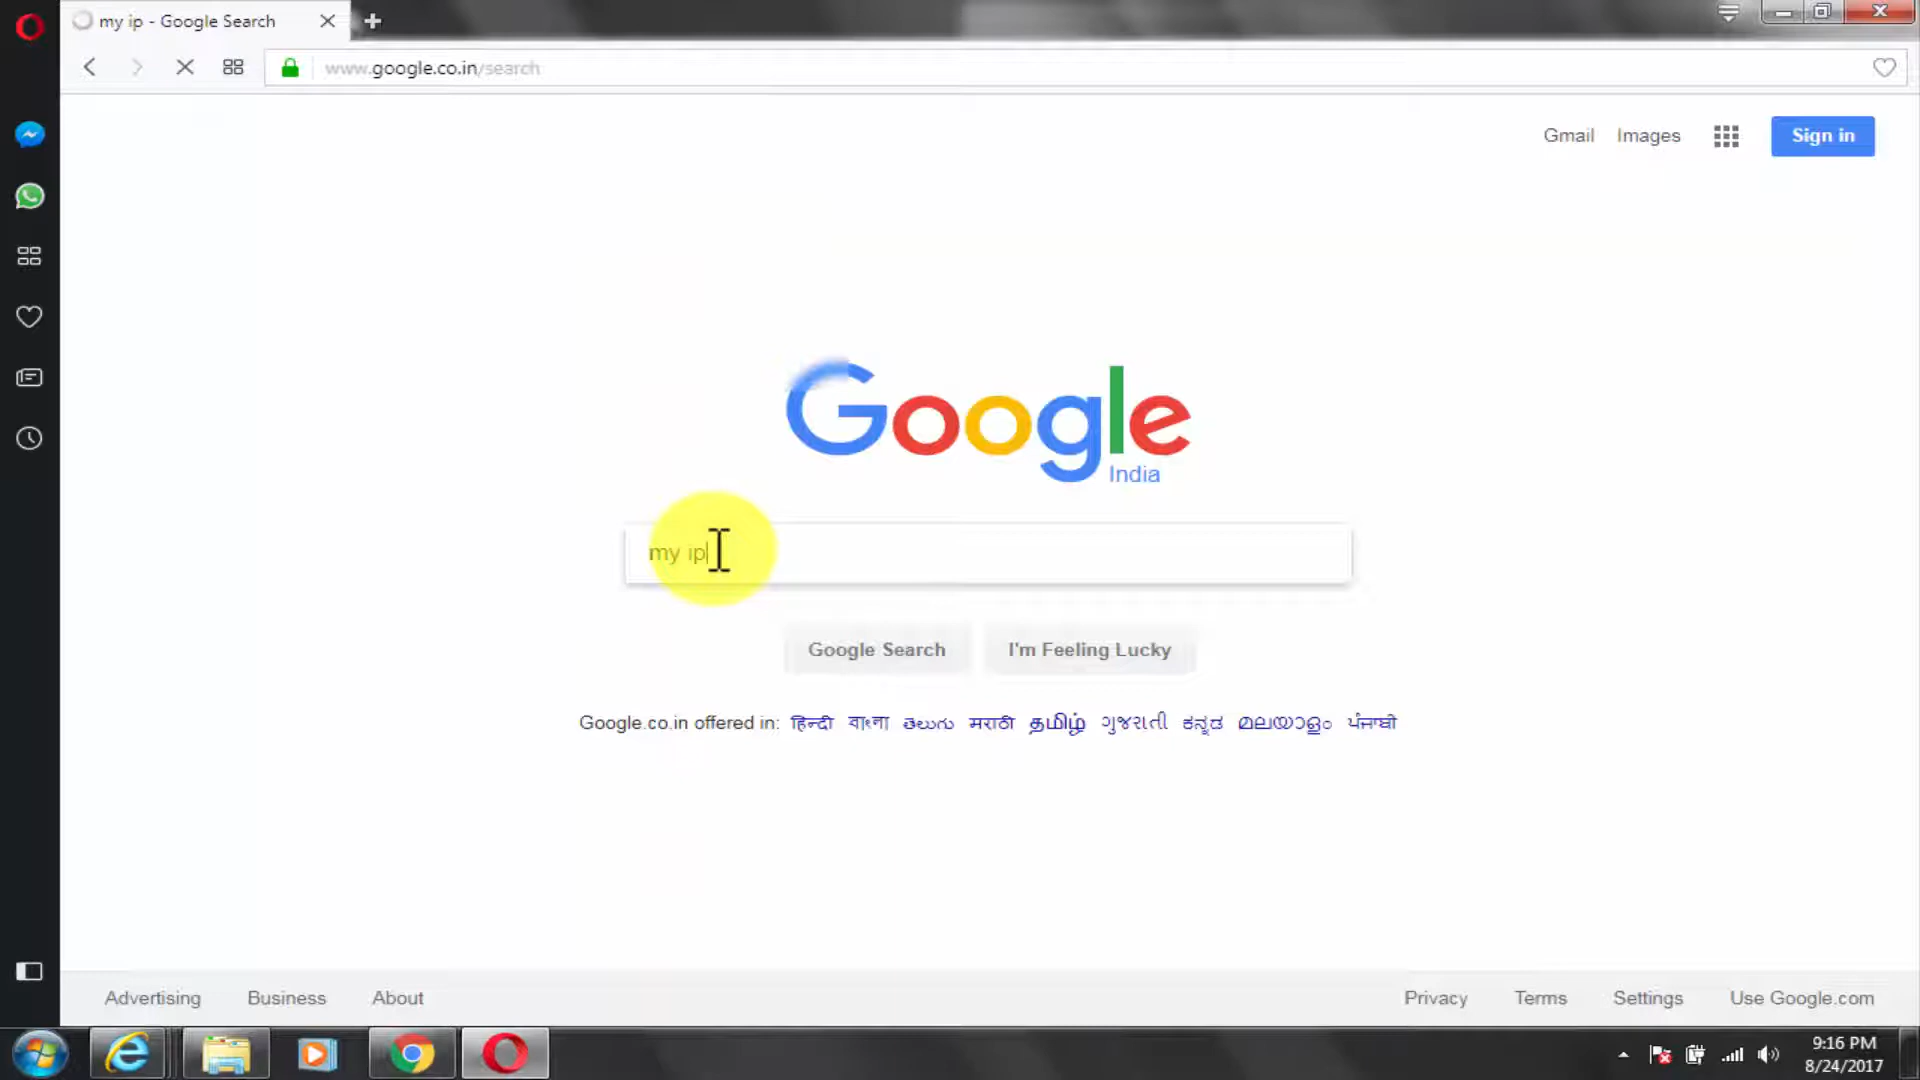 my ip - Google Search
www.google.co.in/search
Gmail Images Sign in
Google
India
my ip
Google Search I'm Feeling Lucky
Google.co.in offered in: हिन्दी বাংলা తెలుగు मराठी தமிழ் ગુજરાતી ಕನ್ನಡ മലയാളം ਪੰਜਾਬੀ
Advertising Business About Privacy Terms Settings Use Google.com
9:16 PM
8/24/2017